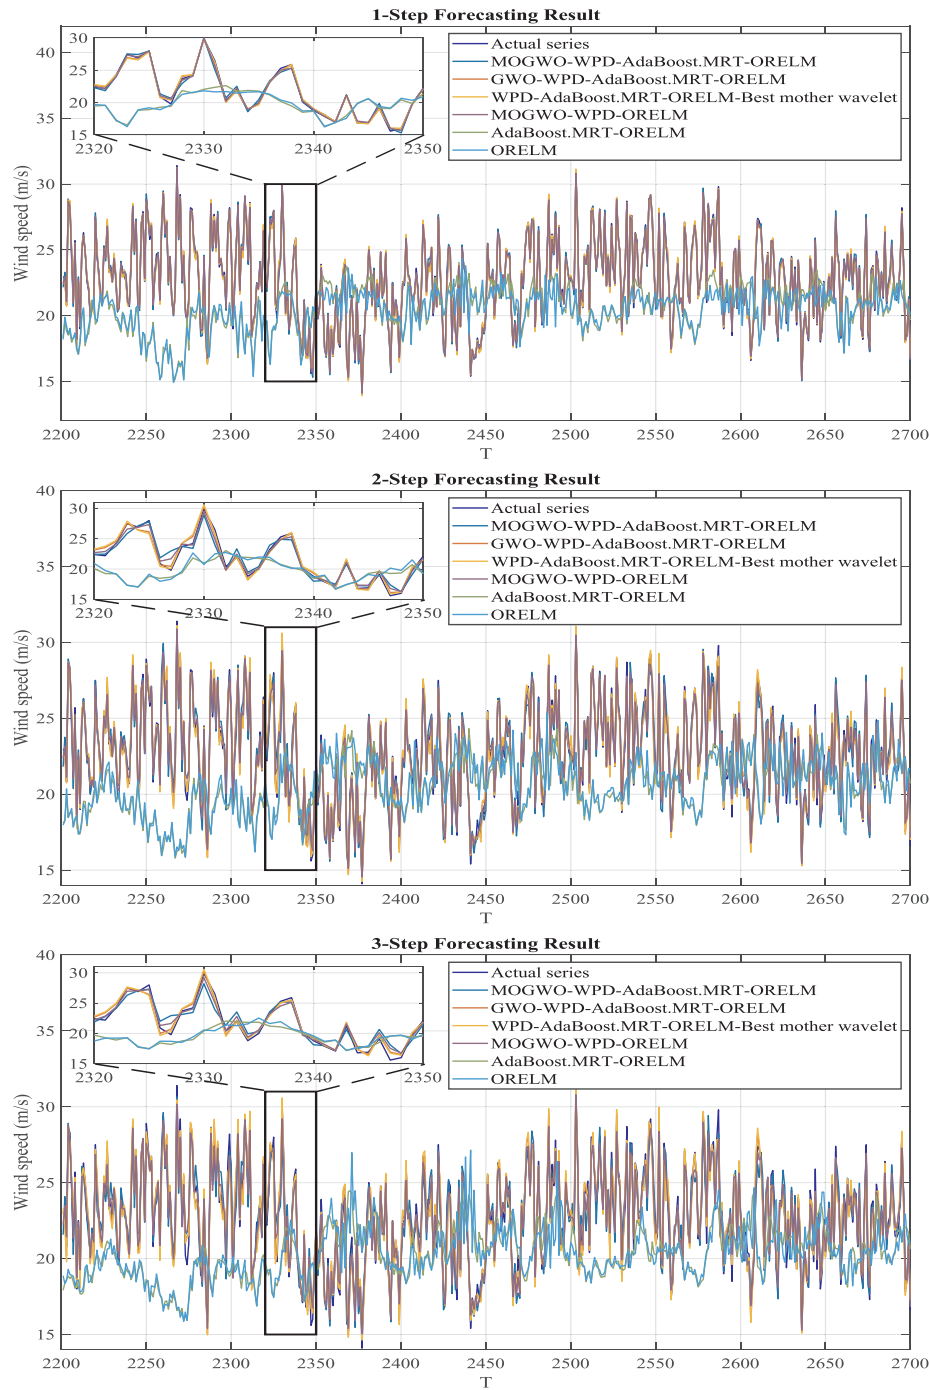 1-Step Forecasting Result
40
35
30
25
20
15
Wind speed (m/s)
30
25
20
15
2320
2330
2340
2350
Actual series
MOGWO-WPD-AdaBoost.MRT-ORELM
GWO-WPD-AdaBoost.MRT-ORELM
WPD-AdaBoost.MRT-ORELM-Best mother wavelet
MOGWO-WPD-ORELM
AdaBoost.MRT-ORELM
ORELM
2200
2250
2300
2350
2400
2450
2500
2550
2600
2650
2700
T
2-Step Forecasting Result
40
35
30
25
20
15
Wind speed (m/s)
30
25
20
15
2320
2330
2340
2350
Actual series
MOGWO-WPD-AdaBoost.MRT-ORELM
GWO-WPD-AdaBoost.MRT-ORELM
WPD-AdaBoost.MRT-ORELM-Best mother wavelet
MOGWO-WPD-ORELM
AdaBoost.MRT-ORELM
ORELM
2200
2250
2300
2350
2400
2450
2500
2550
2600
2650
2700
T
3-Step Forecasting Result
40
35
30
25
20
15
Wind speed (m/s)
30
25
20
15
2320
2330
2340
2350
Actual series
MOGWO-WPD-AdaBoost.MRT-ORELM
GWO-WPD-AdaBoost.MRT-ORELM
WPD-AdaBoost.MRT-ORELM-Best mother wavelet
MOGWO-WPD-ORELM
AdaBoost.MRT-ORELM
ORELM
2200
2250
2300
2350
2400
2450
2500
2550
2600
2650
2700
T